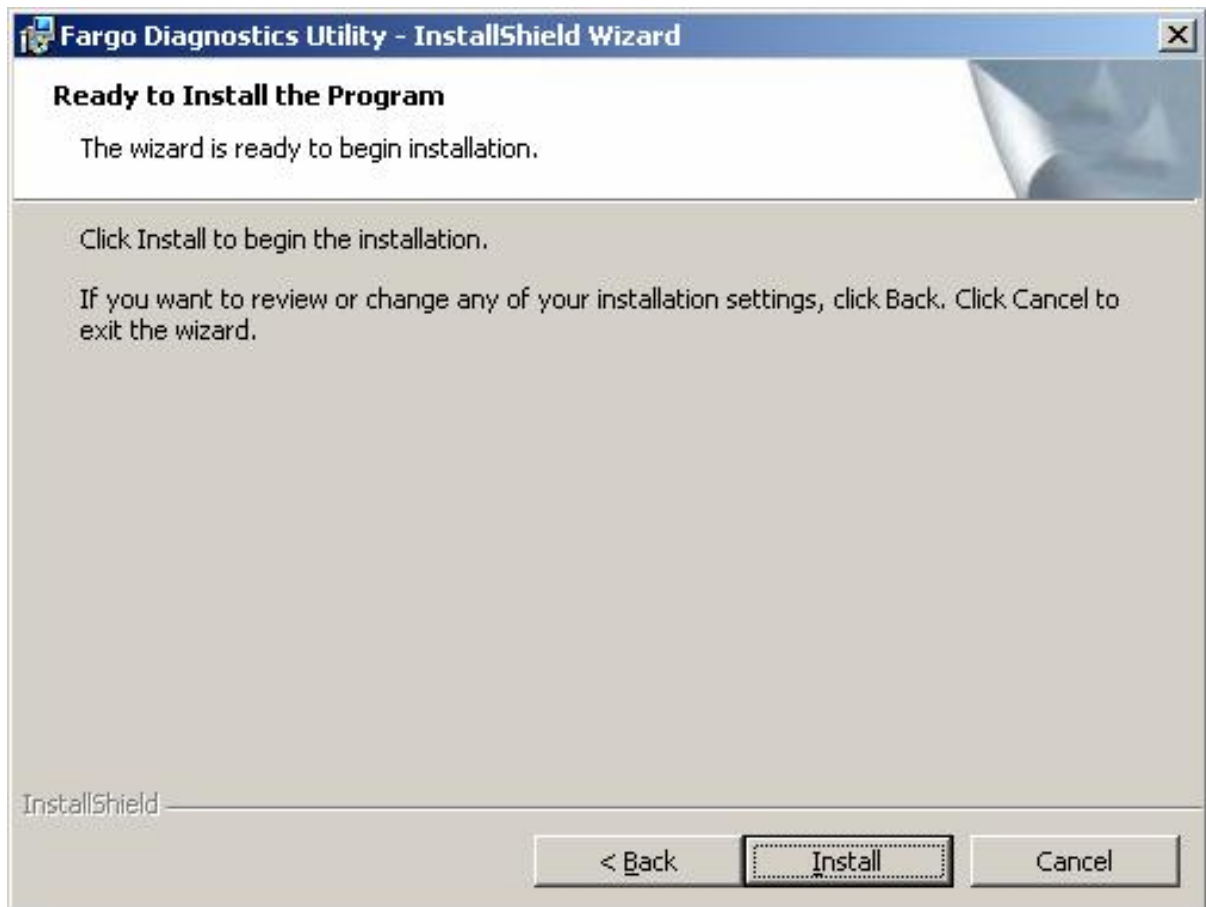 Fargo Diagnostics Utility - InstallShield Wizard
Ready to Install the Program
The wizard is ready to begin installation.
Click Install to begin the installation.
If you want to review or change any of your installation settings, click Back. Click Cancel to
exit the wizard.
InstallShield
< Back Install Cancel